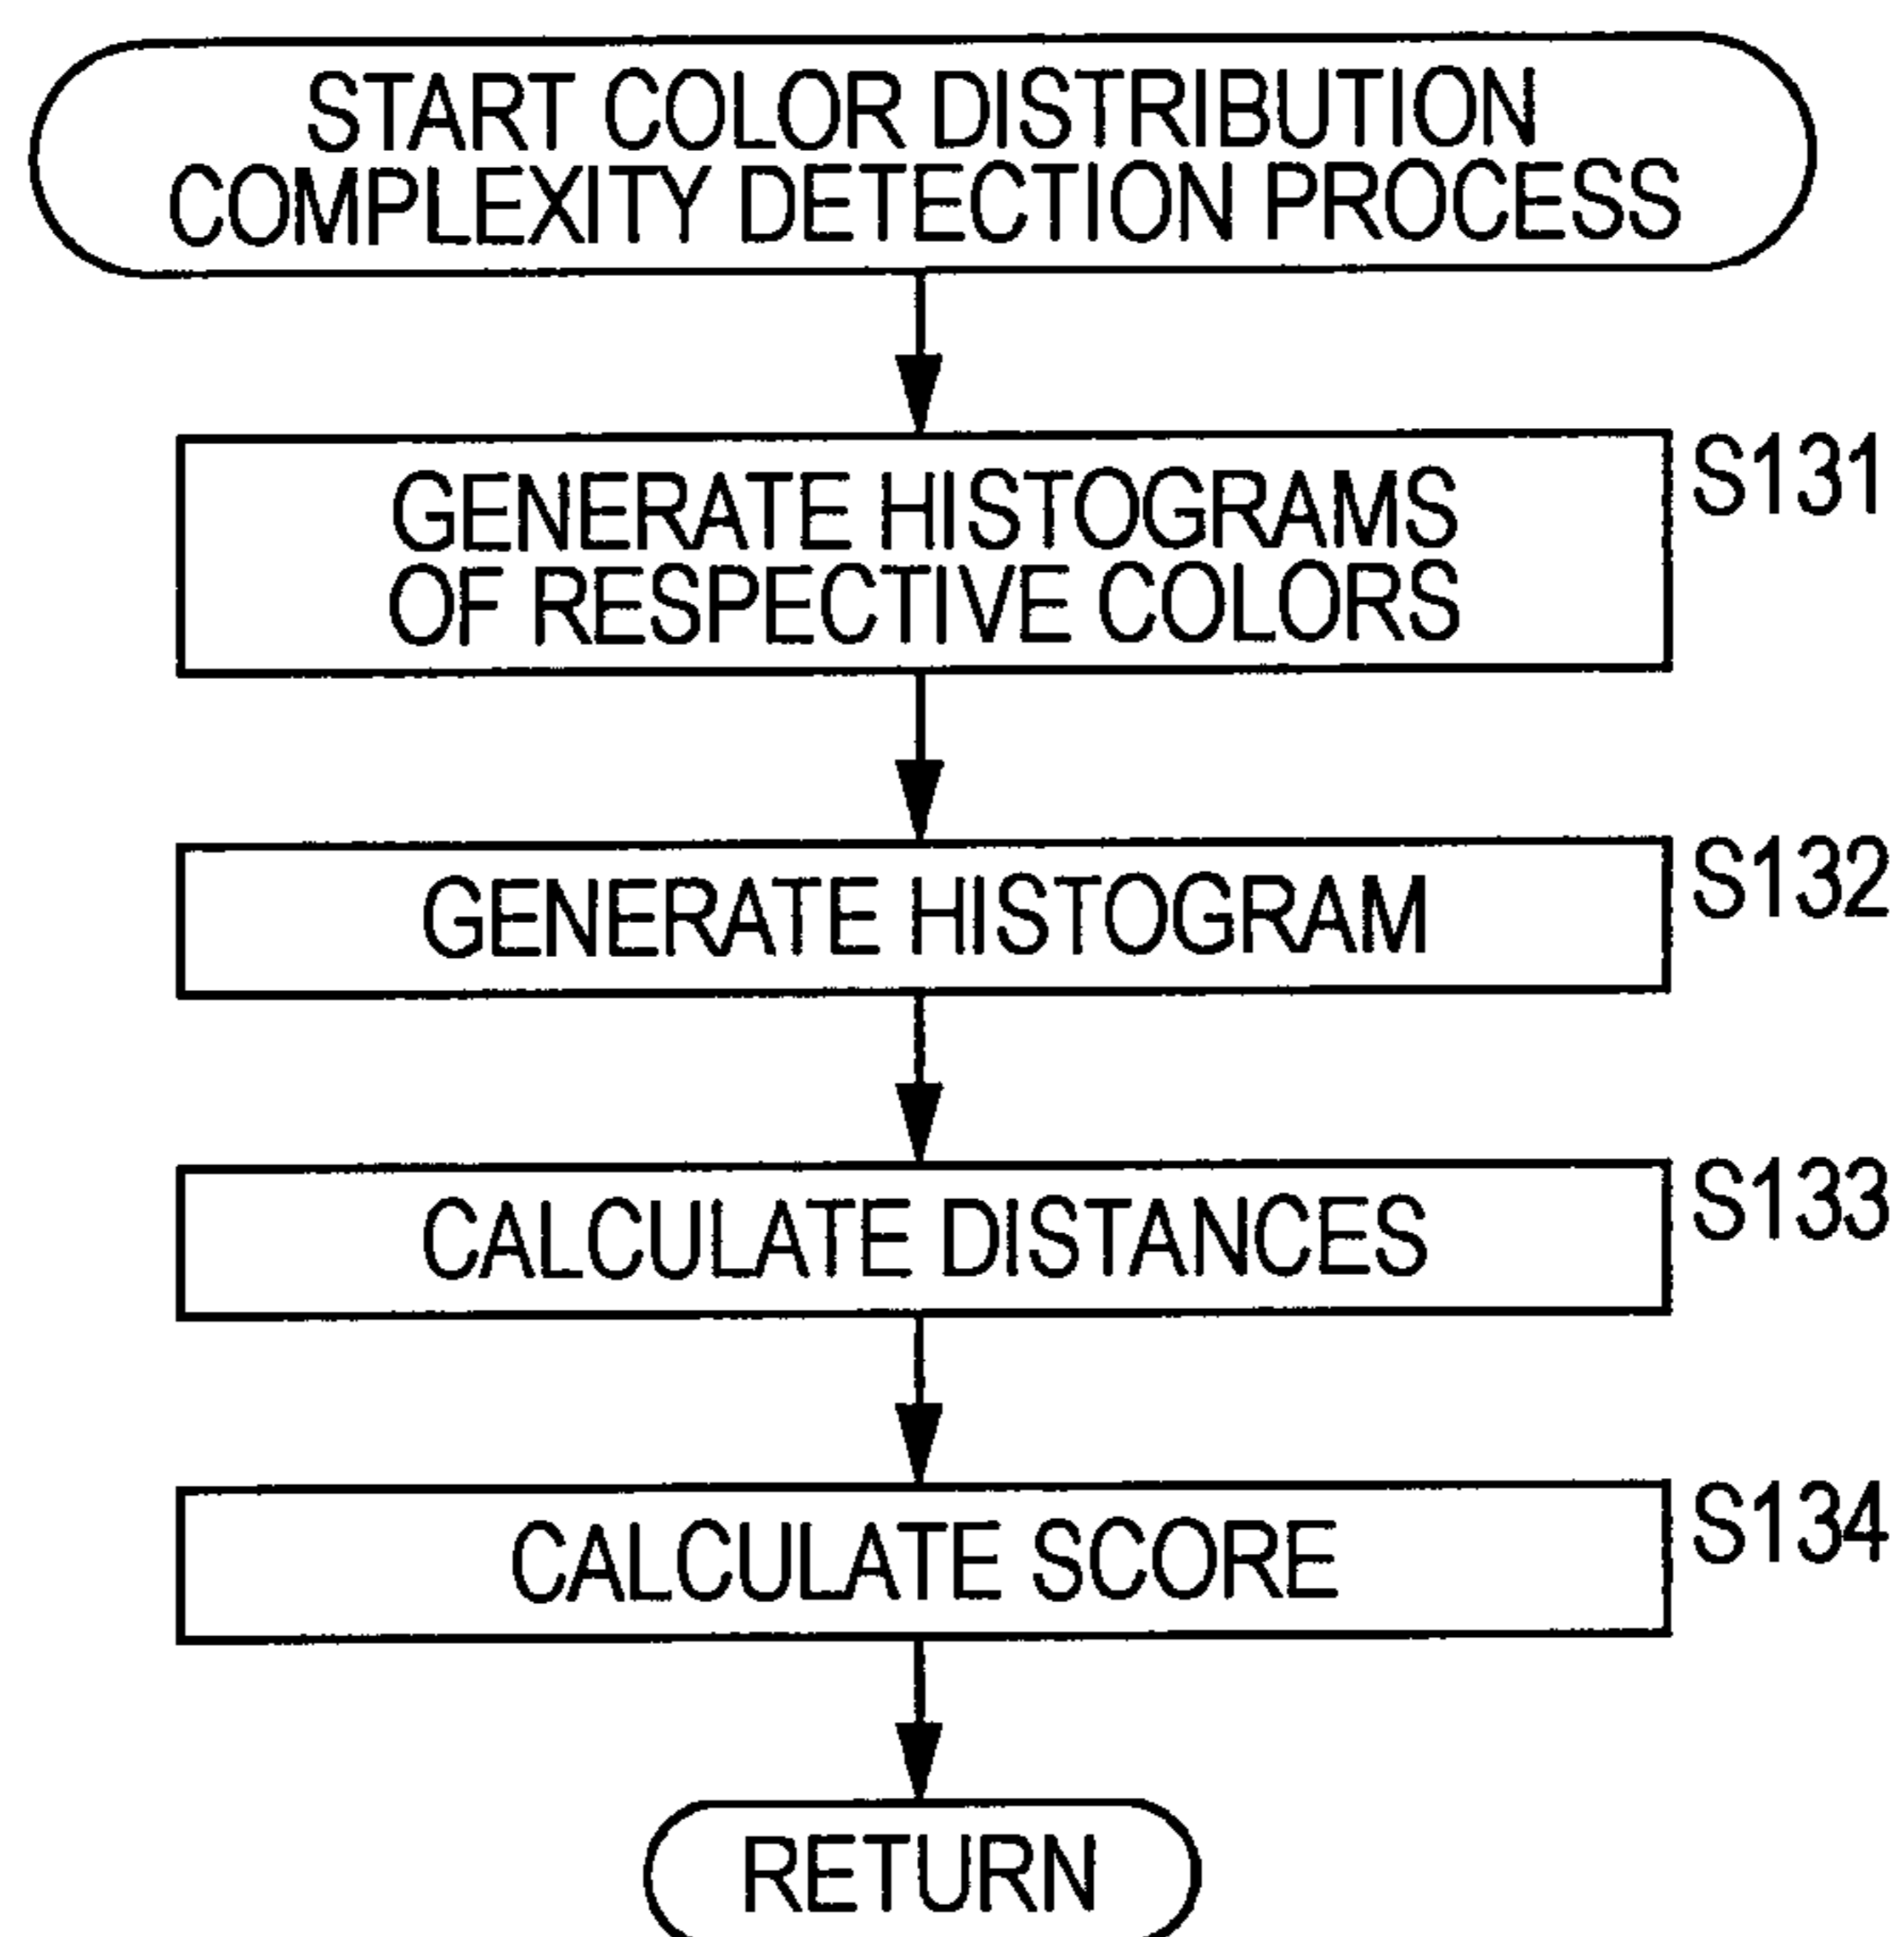 START COLOR DISTRIBUTION
COMPLEXITY DETECTION PROCESS
GENERATE HISTOGRAMS
OF RESPECTIVE COLORS
S131
GENERATE HISTOGRAM
S132
CALCULATE DISTANCES
S133
CALCULATE SCORE
S134
RETURN